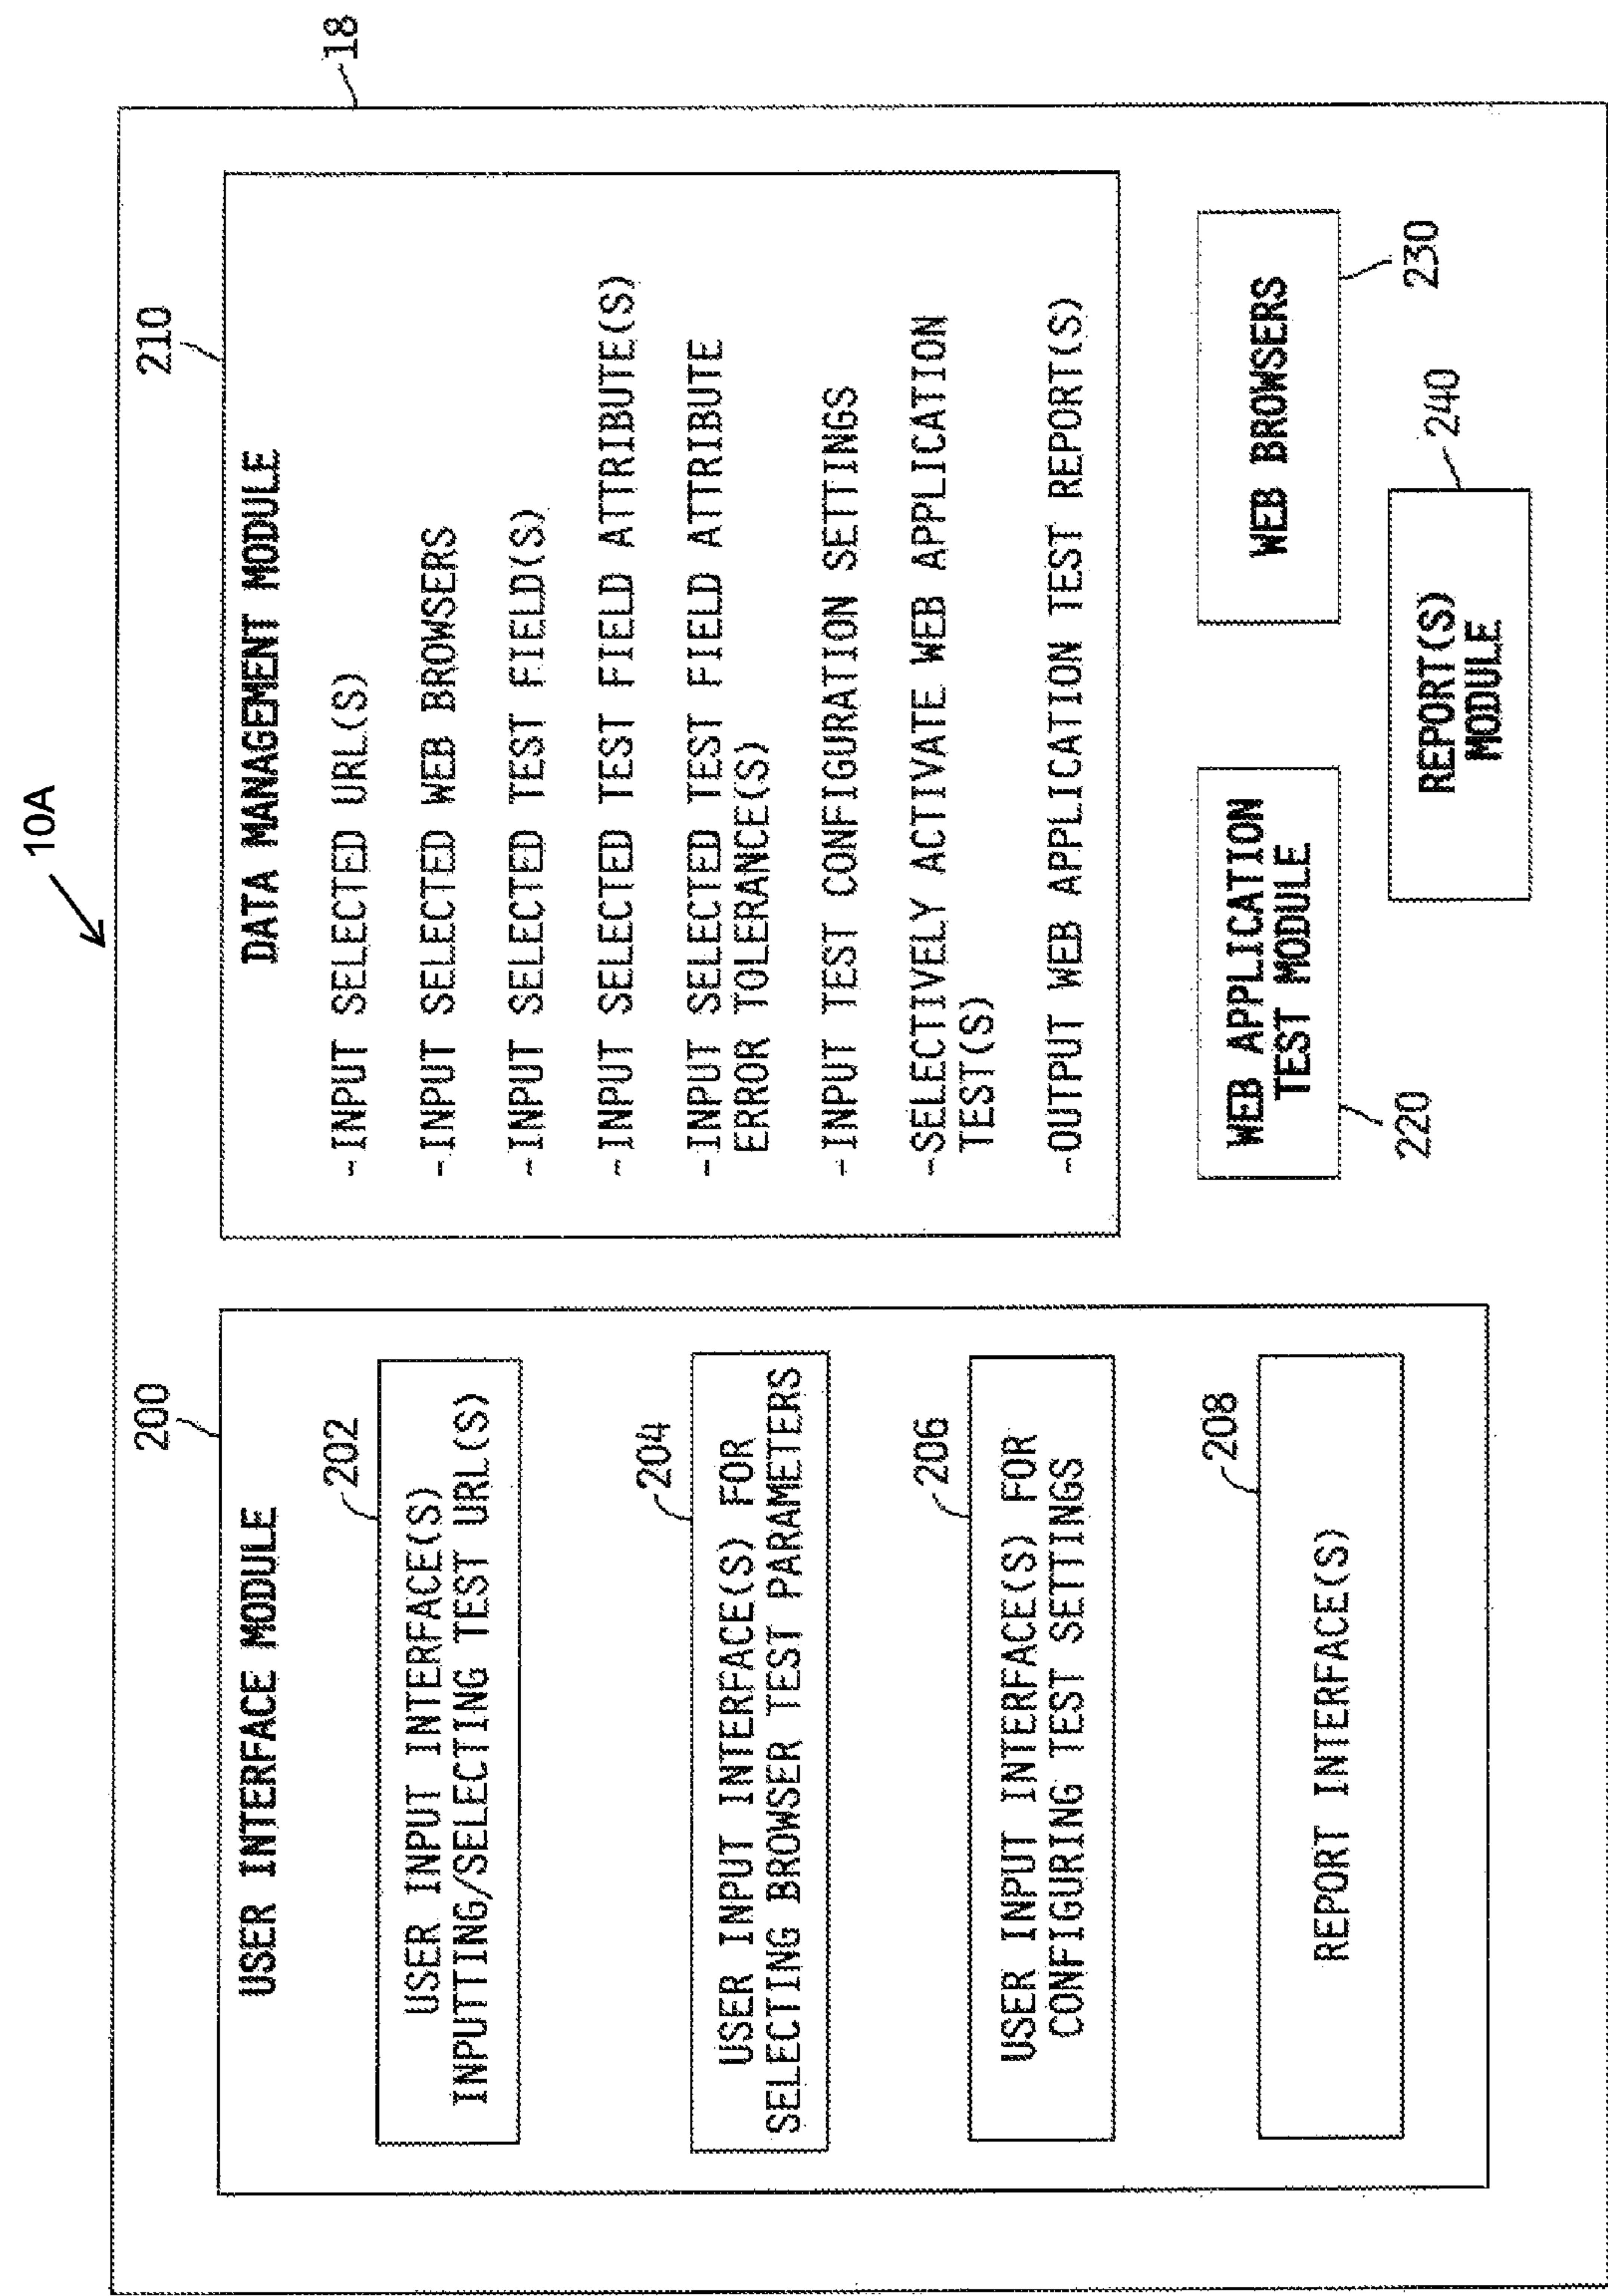 10A
18
200
USER INTERFACE MODULE
202
USER INPUT INTERFACE(S)
INPUTTING/SELECTING TEST URL(S)
204
USER INPUT INTERFACE(S) FOR
SELECTING BROWSER TEST PARAMETERS
206
USER INPUT INTERFACE(S) FOR
CONFIGURING TEST SETTINGS
208
REPORT INTERFACE(S)
210
DATA MANAGEMENT MODULE
-INPUT SELECTED URL(S)
-INPUT SELECTED WEB BROWSERS
-INPUT SELECTED TEST FIELD(S)
-INPUT SELECTED TEST FIELD ATTRIBUTE(S)
-INPUT SELECTED TEST FIELD ATTRIBUTE
ERROR TOLERANCE(S)
-INPUT TEST CONFIGURATION SETTINGS
-SELECTIVELY ACTIVATE WEB APPLICATION
TEST(S)
-OUTPUT WEB APPLICATION TEST REPORT(S)
WEB APPLICATION
TEST MODULE
220
WEB BROWSERS
230
240
REPORT(S)
MODULE